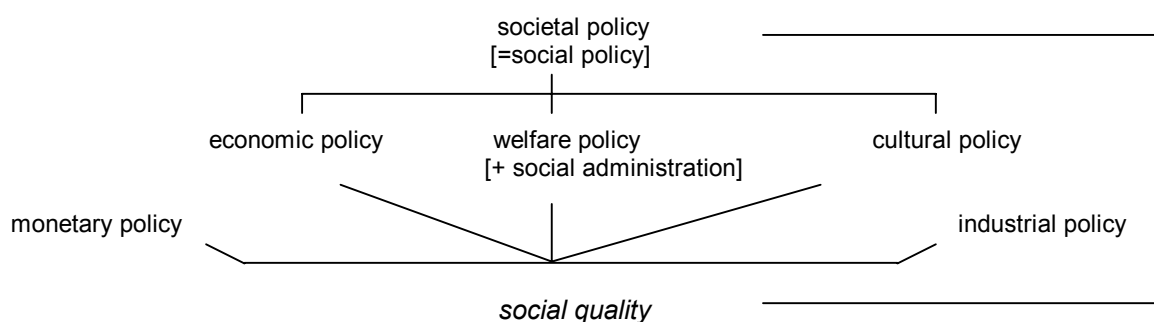 societal policy
[=social policy]
economic policy
welfare policy
cultural policy
[+ social administration]
monetary policy
industrial policy
social quality